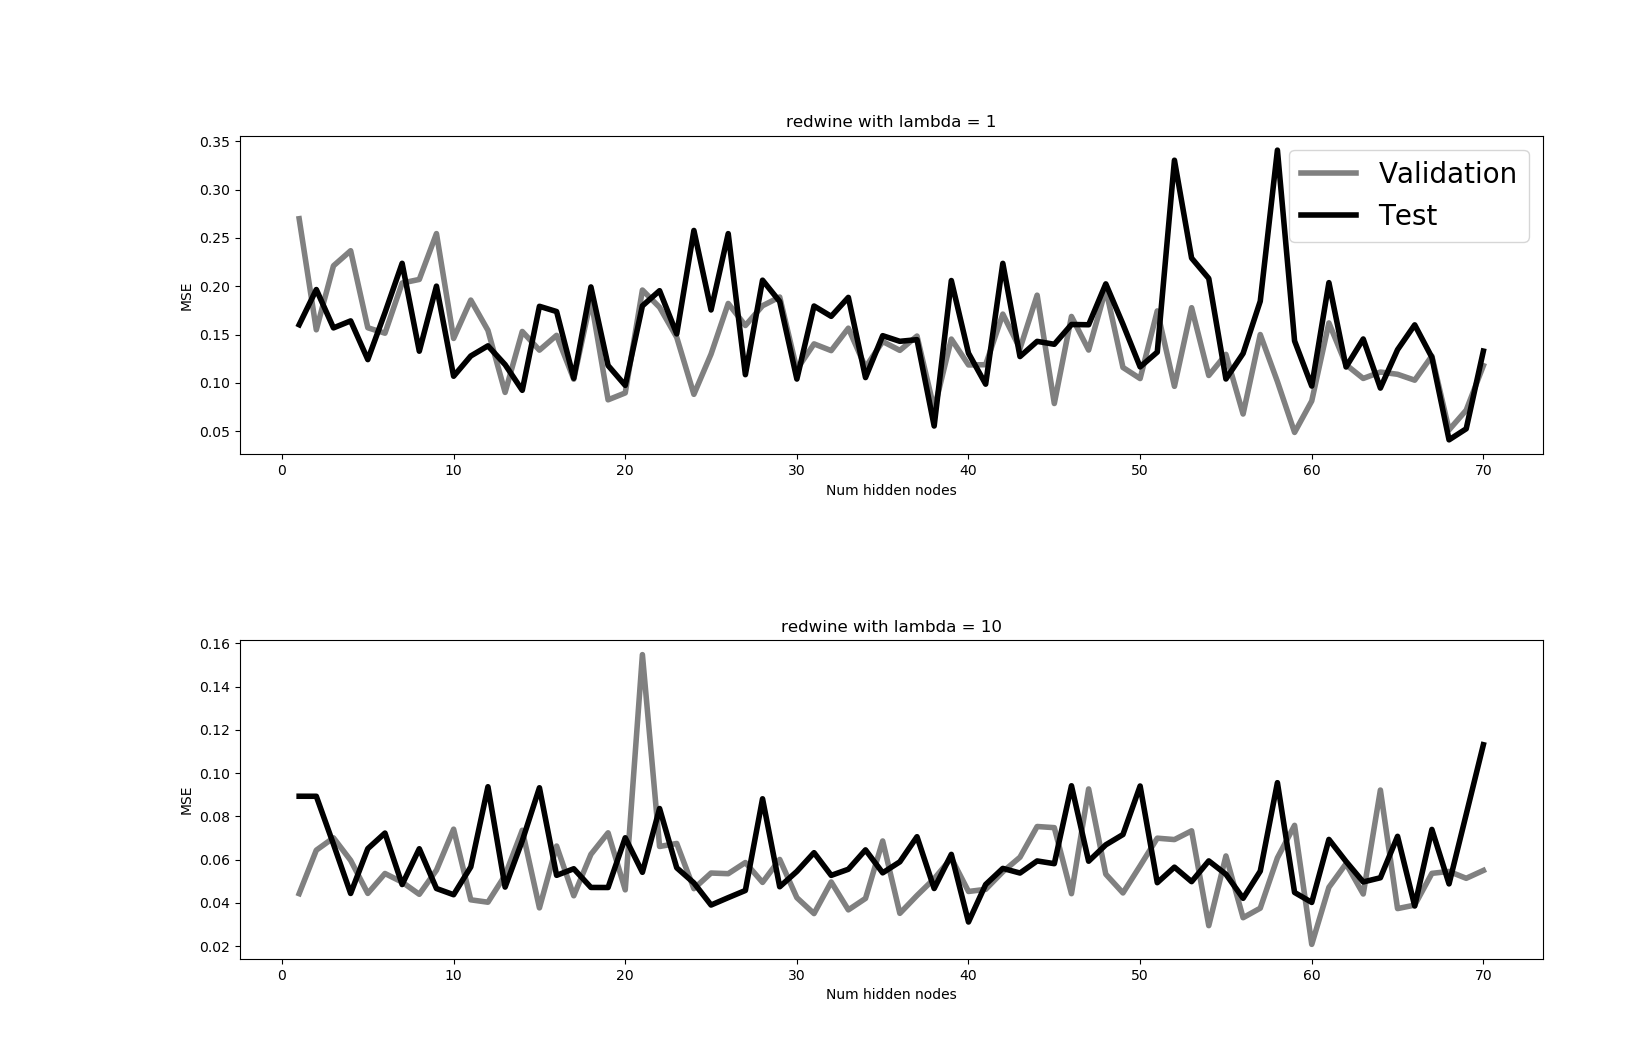 redwine with lambda = 1
0.35
0.30
0.25
0.20
0.15
0.10
0.05
MSE
Validation
Test
0 10 20 30 40 50 60 70
Num hidden nodes
redwine with lambda = 10
0.16
0.14
0.12
0.10
0.08
0.06
0.04
0.02
MSE
0 10 20 30 40 50 60 70
Num hidden nodes